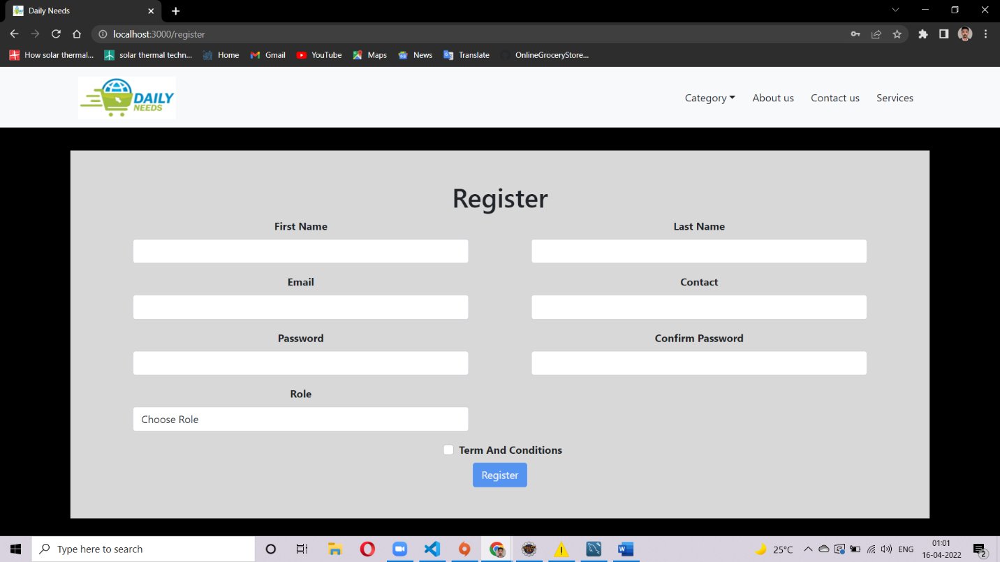 Daily Needs
localhost:3000/register
How solar thermal... solar thermal techn... Home Gmail YouTube Maps News Translate OnlineGroceryStore...
DAILY
NEEDS
Category About us Contact us Services
Register
First Name Last Name
Email Contact
Password Confirm Password
Role
Choose Role
Term And Conditions
Register
Type here to search
25°C ENG
01:01
16-04-2022
2